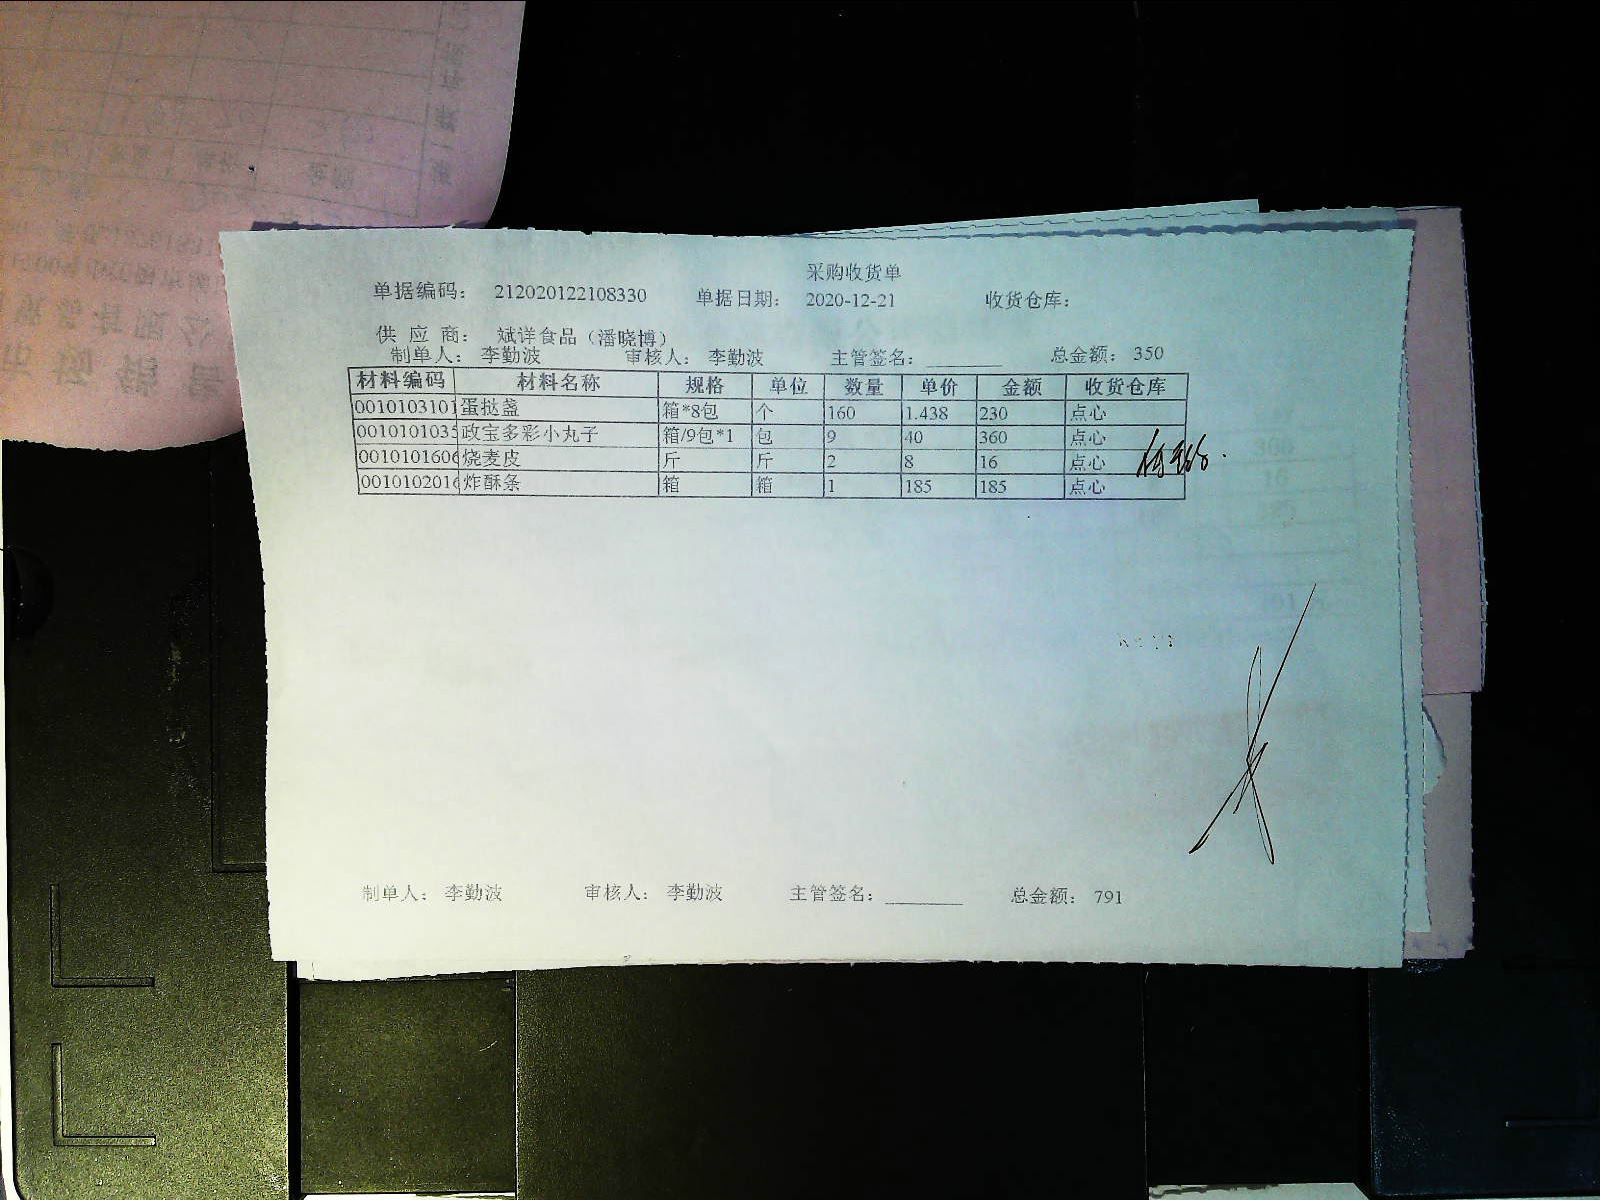 采购收货单
单据编码： 212020122108330 单据日期： 2020-12-21 收货仓库：
供 应 商： 斌详食品（潘晓博）
制单人： 李勤波 审核人： 李勤波 主管签名： 总金额： 350
材料编码 材料名称 规格 单位 数量 单价 金额 收货仓库
0010103101 蛋挞盏 箱*8包 个 160 1.438 230 点心
0010101035 政宝多彩小丸子 箱/9包*1 包 9 40 360 点心
0010101606 烧麦皮 斤 斤 2 8 16 点心
0010102016 炸酥条 箱 箱 1 185 185 点心
制单人： 李勤波 审核人： 李勤波 主管签名： 总金额： 791